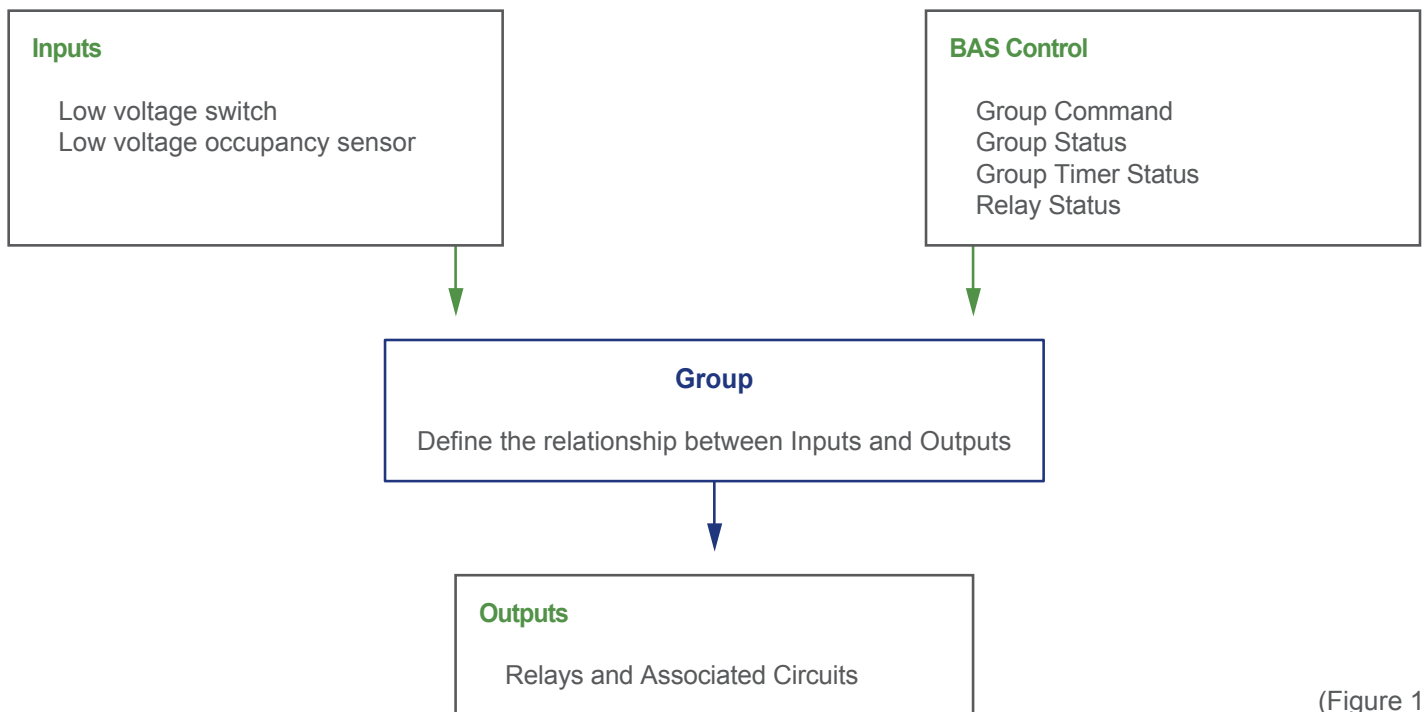 Inputs
Low voltage switch
Low voltage occupancy sensor
BAS Control
Group Command
Group Status
Group Timer Status
Relay Status
Group
Define the relationship between Inputs and Outputs
Outputs
Relays and Associated Circuits
(Figure 1